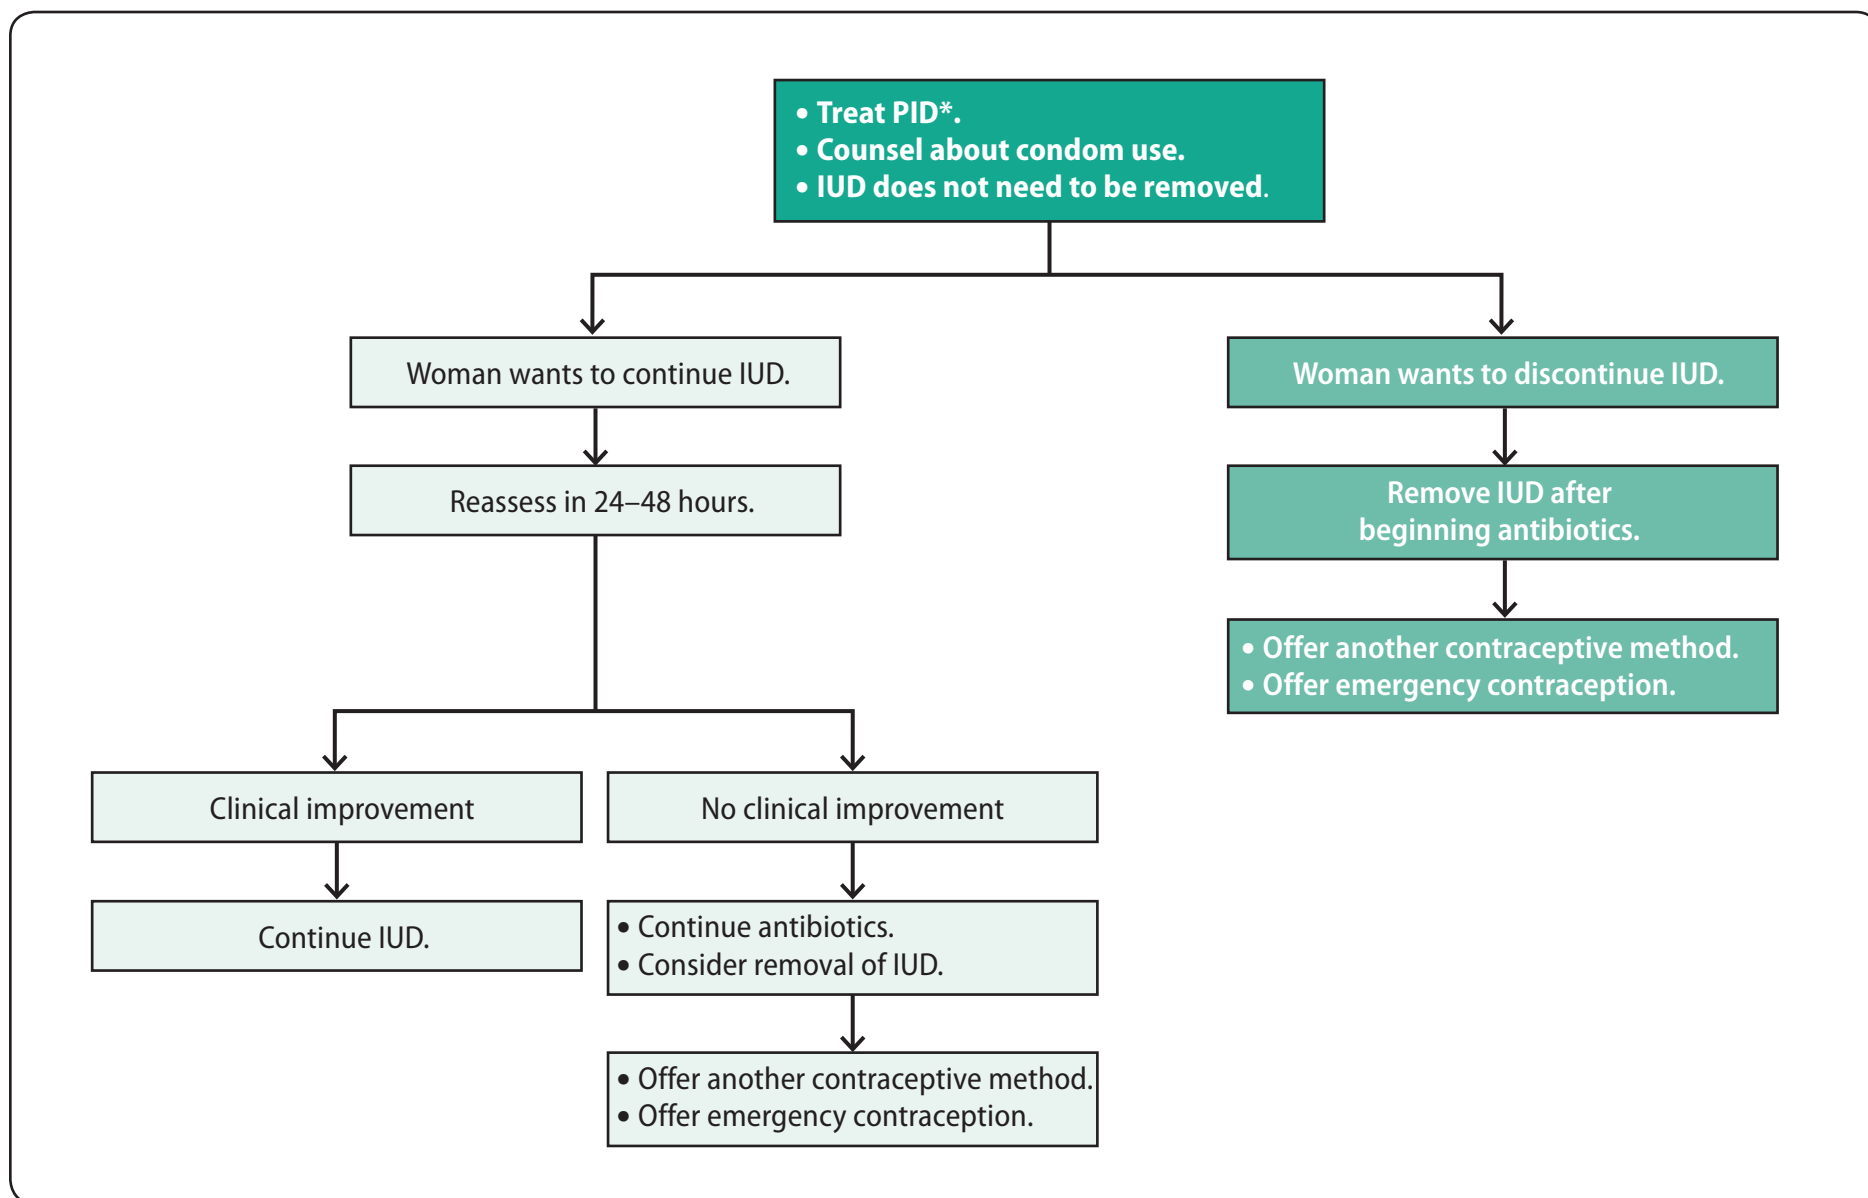 • Treat PID*.
• Counsel about condom use.
• IUD does not need to be removed.
Woman wants to continue IUD.
Woman wants to discontinue IUD.
Reassess in 24–48 hours.
Remove IUD after
beginning antibiotics.
• Offer another contraceptive method.
• Offer emergency contraception.
Clinical improvement
No clinical improvement
Continue IUD.
• Continue antibiotics.
• Consider removal of IUD.
• Offer another contraceptive method.
• Offer emergency contraception.